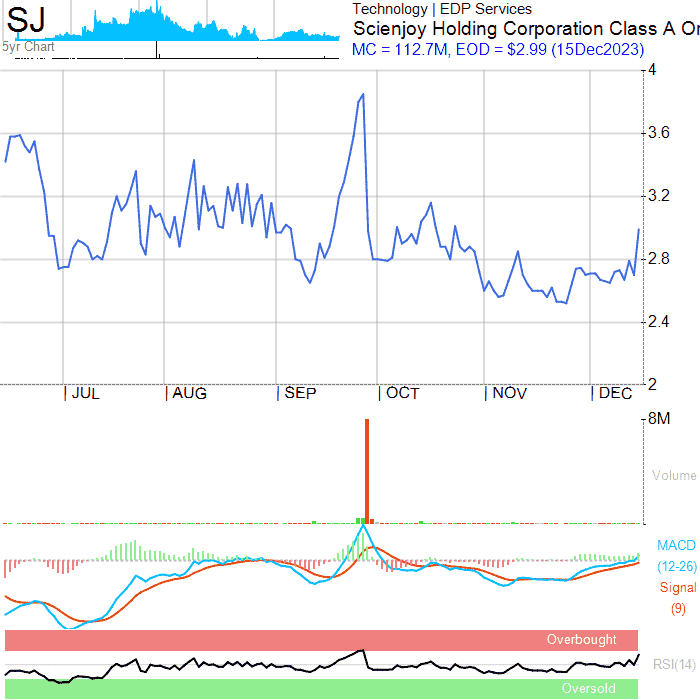 SJ
5yr Chart
Technology | EDP Services
Scienjoy Holding Corporation Class A Or
MC = 112.7M, EOD = $2.99 (15Dec2023)
4
3.6
3.2
2.8
2.4
2
| JUL | AUG | SEP | OCT | NOV | DEC
8M
Volume
MACD
(12-26)
Signal
(9)
Overbought
RSI(14)
Oversold